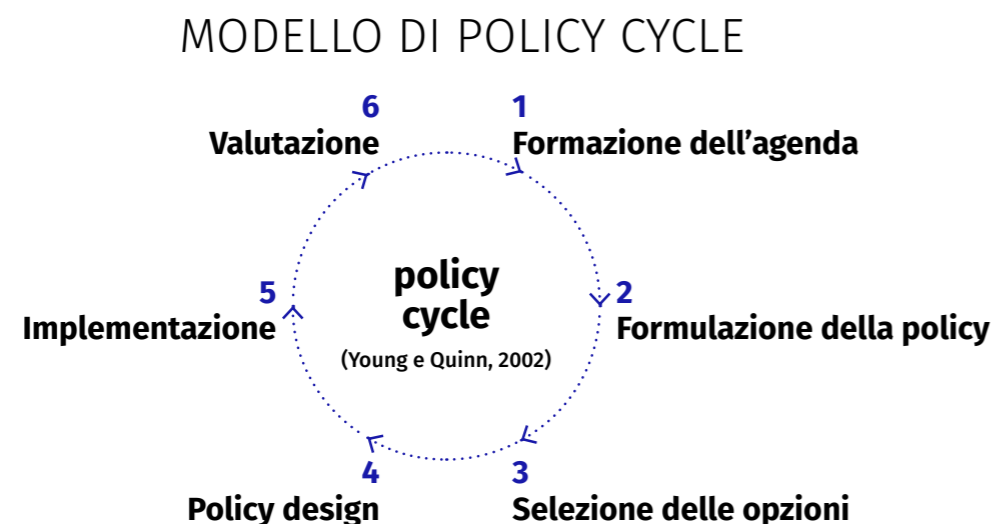 MODELLO DI POLICY CYCLE
6
Valutazione
1
Formazione dell’agenda
5
Implementazione
policy
cycle
(Young e Quinn, 2002)
2
Formulazione della policy
4
Policy design
3
Selezione delle opzioni